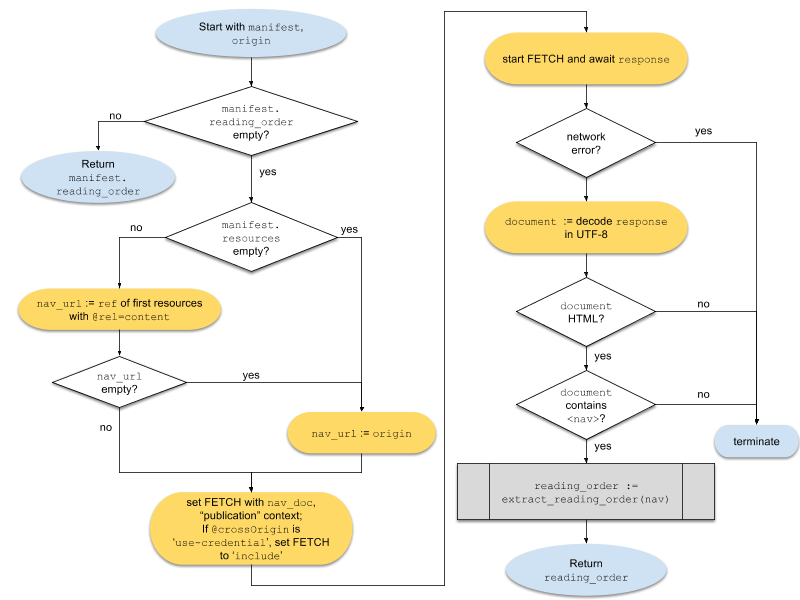 Start with manifest,
origin
manifest.
reading_order
empty?
no
yes
Return
manifest.
reading_order
manifest.
resources
empty?
no
yes
nav_url := ref of first resources
with @rel=content
nav_url
empty?
yes
no
nav_url := origin
set FETCH with nav_doc,
“publication” context;
If @crossOrigin is
‘use-credential’, set FETCH
to ‘include’
start FETCH and await response
network
error?
yes
document := decode response
in UTF-8
document
HTML?
no
yes
document
contains
<nav>?
no
yes
terminate
reading_order :=
extract_reading_order(nav)
Return
reading_order